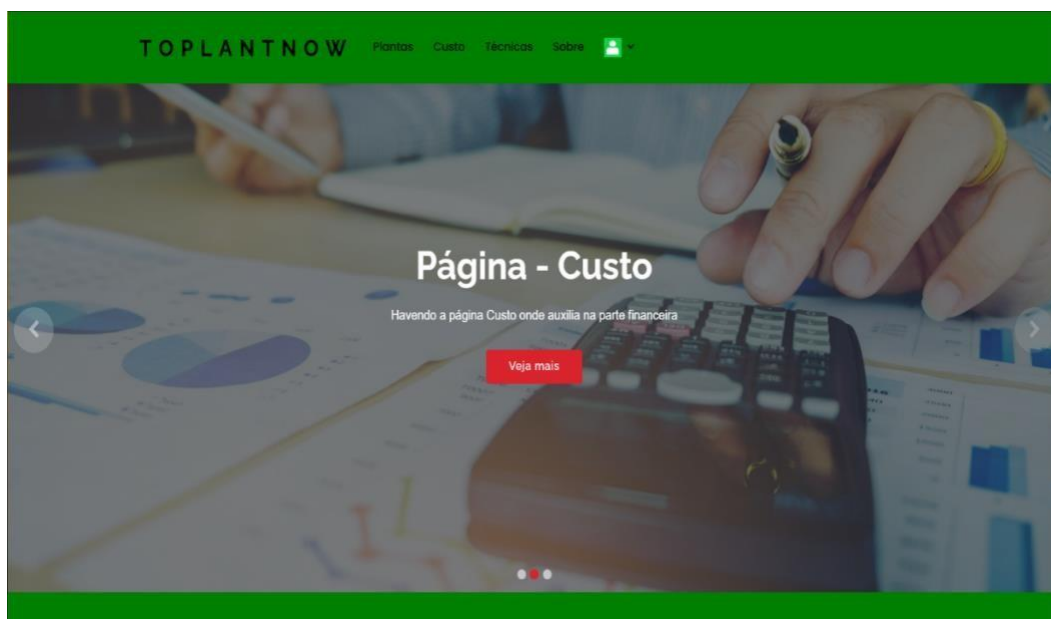 TOPLANTNOW Plantas Custo Técnicas Sobre
Página - Custo
Havendo a página Custo onde auxilia na parte financeira
Veja mais